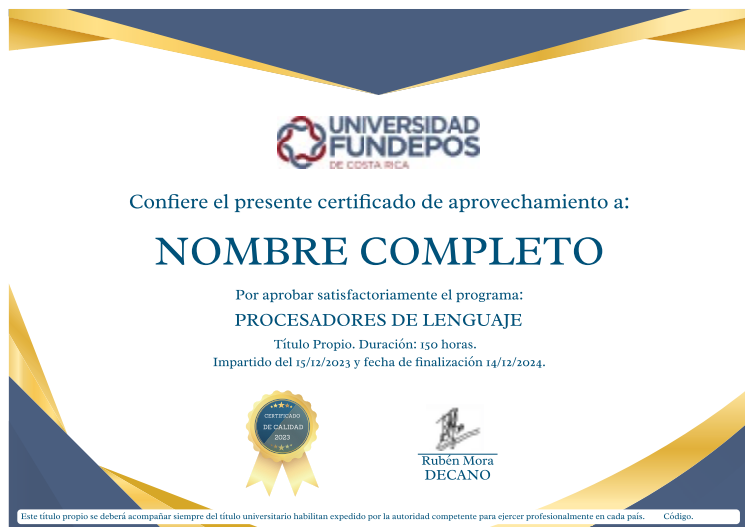 UNIVERSIDAD
FUNDEPOS
DE COSTA RICA
Confiere el presente certificado de aprovechamiento a:
NOMBRE COMPLETO
Por aprobar satisfactoriamente el programa:
PROCESADORES DE LENGUAJE
Título Propio. Duración: 150 horas.
Impartido del 15/12/2023 y fecha de finalización 14/12/2024.
CERTIFICADO
DE CALIDAD
2023
Rubén Mora
DECANO
Este título propio se deberá acompañar siempre del título universitario habilitan expedido por la autoridad competente para ejercer profesionalmente en cada país. Código.